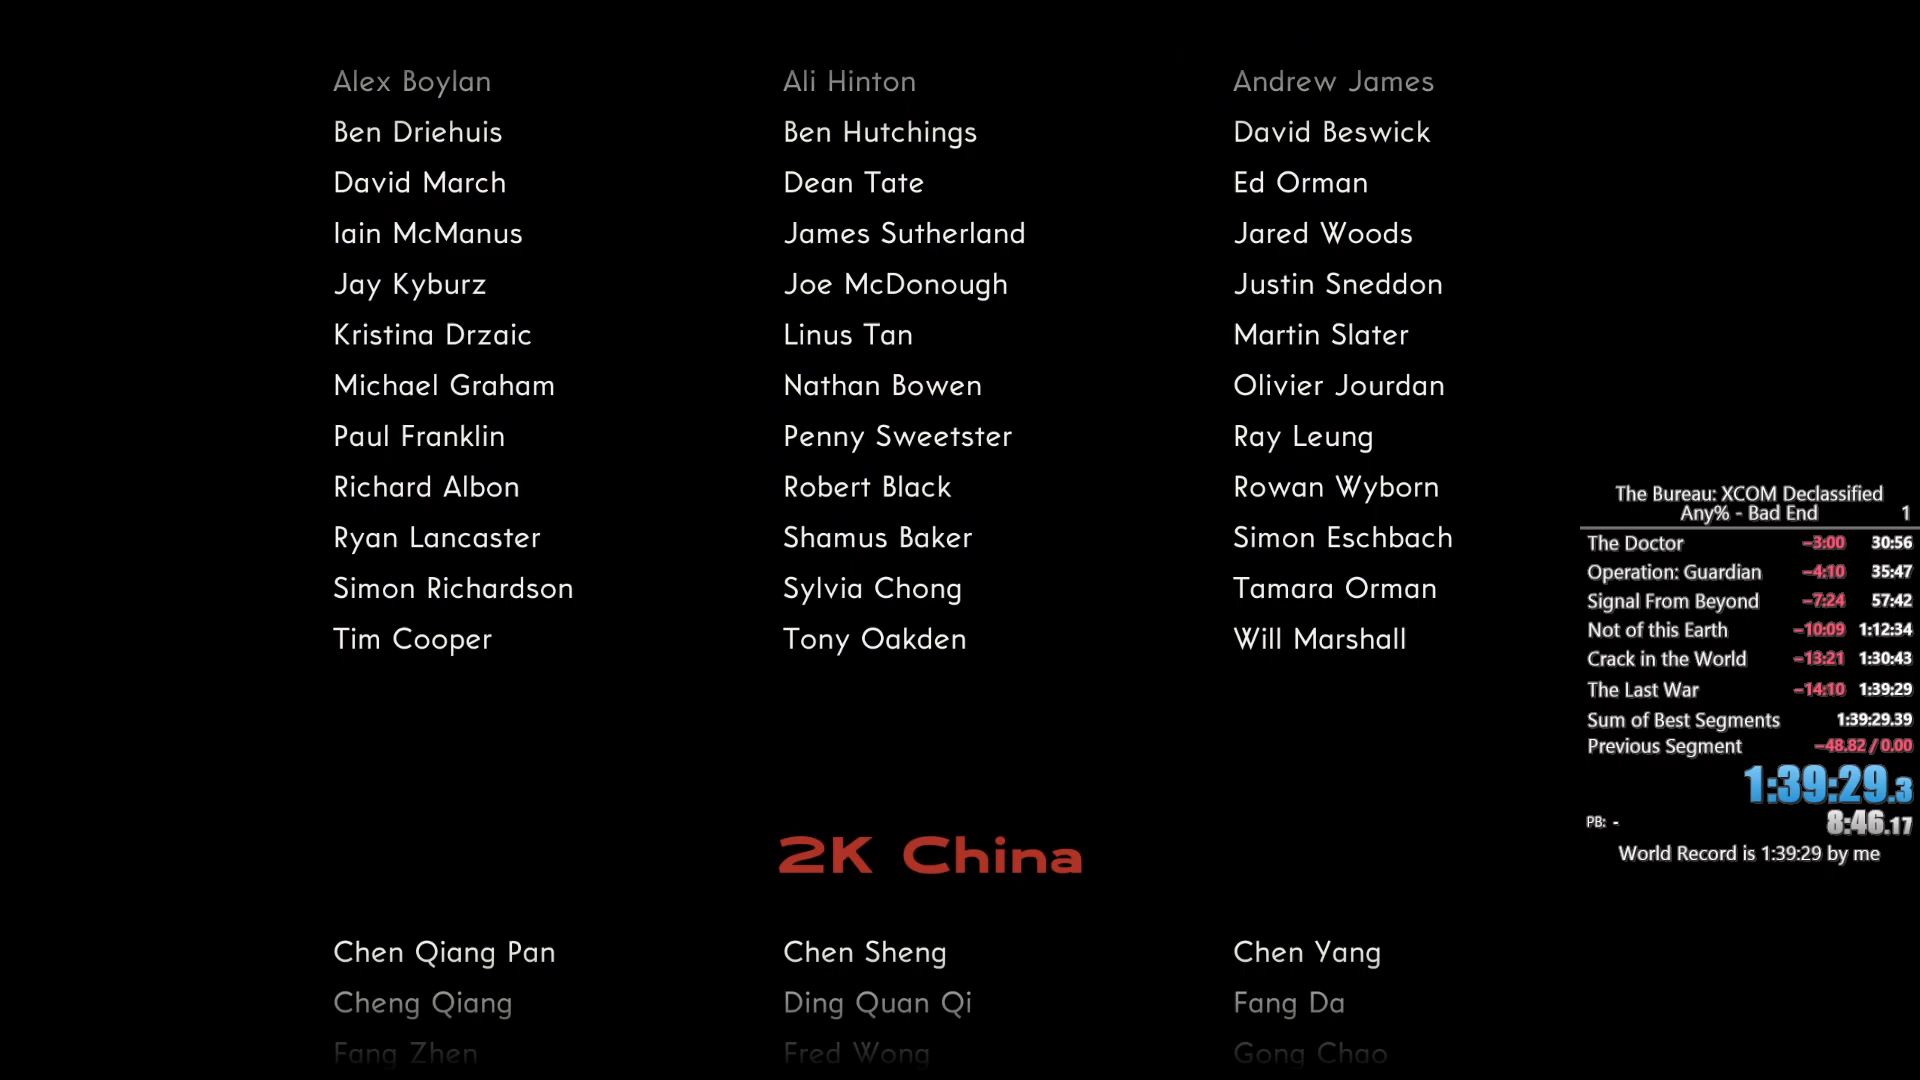 Alex Boylan Ali Hinton Andrew James
Ben Driehuis Ben Hutchings David Beswick
David March Dean Tate Ed Orman
Iain McManus James Sutherland Jared Woods
Jay Kyburz Joe McDonough Justin Sneddon
Kristina Drzaic Linus Tan Martin Slater
Michael Graham Nathan Bowen Olivier Jourdan
Paul Franklin Penny Sweetster Ray Leung
Richard Albon Robert Black Rowan Wyborn
Ryan Lancaster Shamus Baker Simon Eschbach
Simon Richardson Sylvia Chong Tamara Orman
Tim Cooper Tony Oakden Will Marshall
2K China
Chen Qiang Pan Chen Sheng Chen Yang
Cheng Qiang Ding Quan Qi Fang Da
Fang Zhen Fred Wong Gong Chao
The Bureau: XCOM Declassified
Any% - Bad End 1
The Doctor −3:00 30:56
Operation: Guardian −4:10 35:47
Signal From Beyond −7:24 57:42
Not of this Earth −10:09 1:12:34
Crack in the World −13:21 1:30:43
The Last War −14:10 1:39:29
Sum of Best Segments 1:39:29.39
Previous Segment −48.82 / 0.00
1:39:29.3
PB: - 8:46.17
World Record is 1:39:29 by me